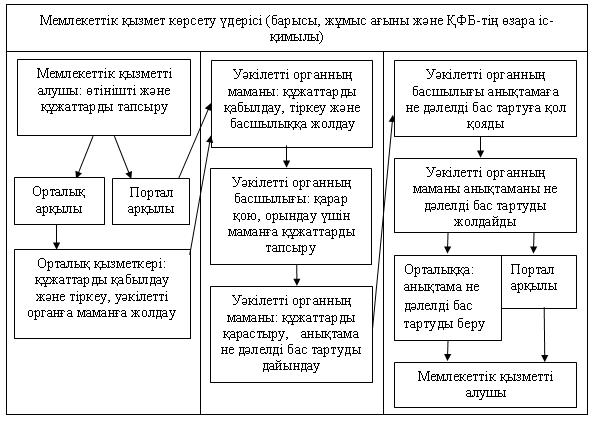 Мемлекеттік қызмет көрсету үдерісі (барысы, жұмыс ағыны және ҚФБ-тің өзара іс-
қимылы)
Мемлекеттік қызметті
алушы: өтінішті және
құжаттарды тапсыру
Орталық
арқылы
Портал
арқылы
Орталық қызметкері:
құжаттарды қабылдау
және тіркеу, уәкілетті
органға маманға жолдау
Уәкілетті органның
маманы: құжаттарды
қабылдау, тіркеу және
басшылыққа жолдау
Уәкілетті органның
басшылығы: қарар
қою, орындау үшін
маманға құжаттарды
тапсыру
Уәкілетті органның
маманы: құжаттарды
қарастыру, анықтама
не дәлелді бас тартуды
дайындау
Уәкілетті органның
басшылығы анықтамаға
не дәлелді бас тартуға қол
қояды
Уәкілетті органның
маманы анықтаманы не
дәлелді бас тартуды
жолдайды
Орталыққа:
анықтама не
дәлелді бас
тартуды беру
Портал
арқылы
Мемлекеттік қызметті
алушы